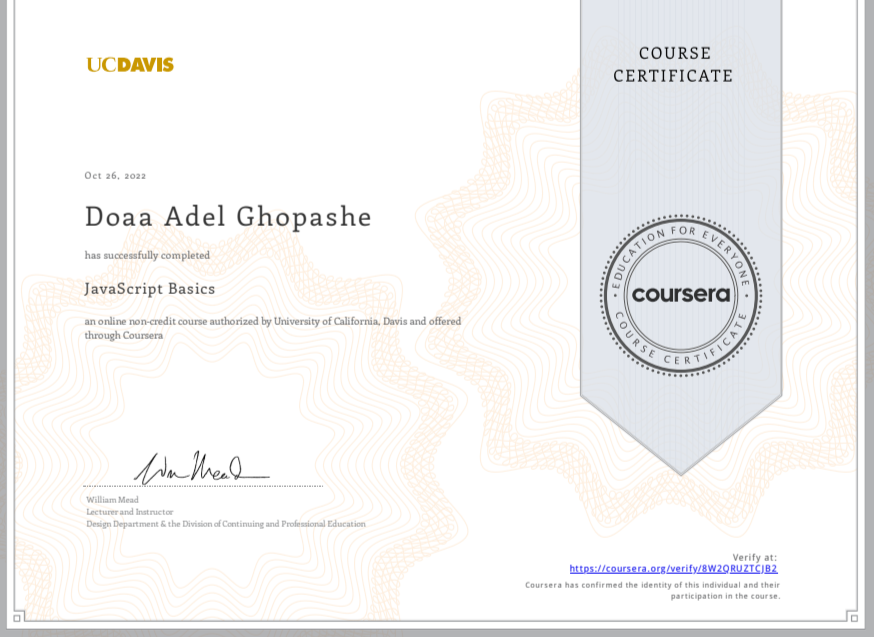 UCDAVIS
COURSE
CERTIFICATE
Oct 26, 2022
Doaa Adel Ghopashe
has successfully completed
JavaScript Basics
an online non-credit course authorized by University of California, Davis and offered
through Coursera
EDUCATION FOR EVERYONE
coursera
COURSE CERTIFICATE
William Mead
Lecturer and Instructor
Design Department & the Division of Continuing and Professional Education
Verify at:
https://coursera.org/verify/8W2QRUZTCJB2
Coursera has confirmed the identity of this individual and their
participation in the course.